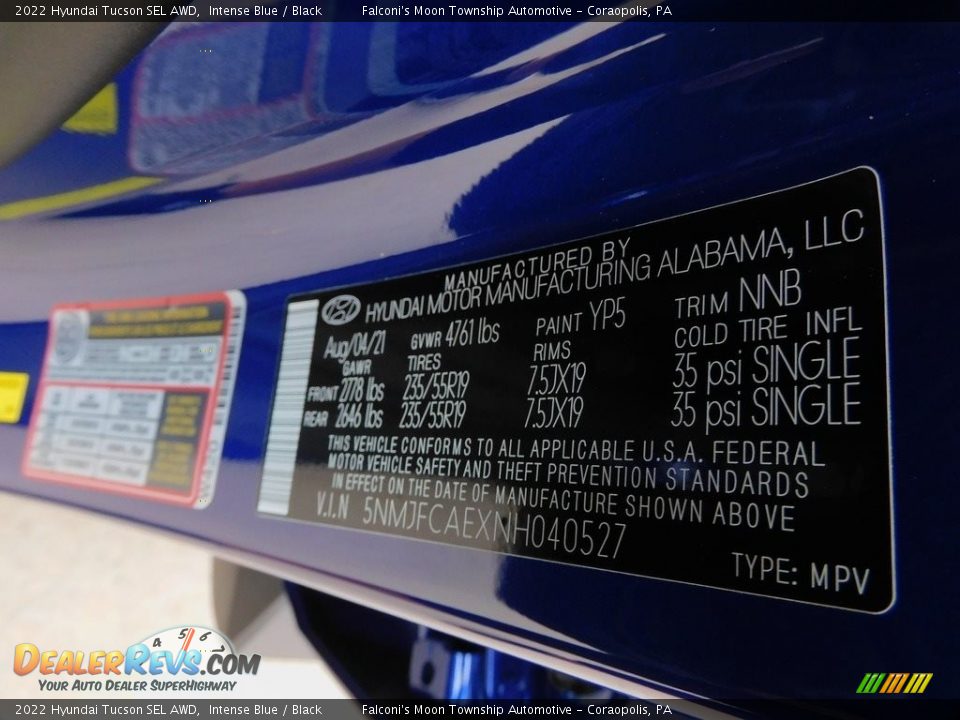 2022 Hyundai Tucson SEL AWD, Intense Blue / Black Falconi's Moon Township Automotive - Coraopolis, PA
MANUFACTURED BY
HYUNDAI MOTOR MANUFACTURING ALABAMA, LLC
Aug/04/21 GVWR 4761 lbs PAINT YP5 TRIM NNB
GAWR TIRES RIMS COLD TIRE INFL
FRONT 2778 lbs 235/55R19 7.5JX19 35 psi SINGLE
REAR 2646 lbs 235/55R19 7.5JX19 35 psi SINGLE
THIS VEHICLE CONFORMS TO ALL APPLICABLE U.S.A. FEDERAL
MOTOR VEHICLE SAFETY AND THEFT PREVENTION STANDARDS
IN EFFECT ON THE DATE OF MANUFACTURE SHOWN ABOVE
V.I.N 5NMJFCAEXNH040527
TYPE: MPV
4 5 6
DEALERREVS.COM
YOUR AUTO DEALER SUPERHIGHWAY
2022 Hyundai Tucson SEL AWD, Intense Blue / Black Falconi's Moon Township Automotive - Coraopolis, PA